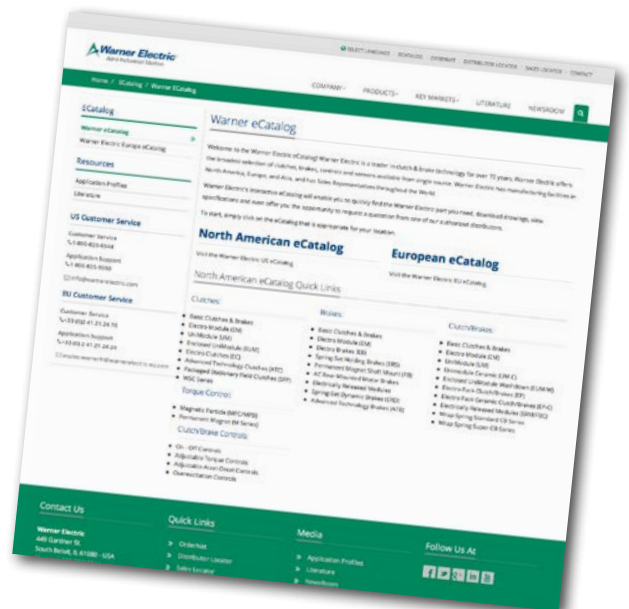 SELECT LANGUAGE ECATALOG ORDERNET DISTRIBUTOR LOCATOR SALES LOCATOR CONTACT
Warner Electric
Altra Industrial Motion
COMPANY PRODUCTS KEY MARKETS LITERATURE NEWSROOM
Home / ECatalog / Warner ECatalog
ECatalog
Warner eCatalog
Warner Electric Europe eCatalog
Resources
Application Profiles
Literature
US Customer Service
Customer Service
Application Support
info@warnerelectric.com
EU Customer Service
Customer Service
Application Support
Warner eCatalog
Welcome to the Warner Electric eCatalog! Warner Electric is a leader in clutch & brake technology for over 70 years. Warner Electric offers
the broadest selection of clutches, brakes, controls and sensors available from single source. Warner Electric has manufacturing facilities in
North America, Europe, and Asia, and has Sales Representatives throughout the World.
Warner Electric's interactive eCatalog will enable you to quickly find the Warner Electric part you need, download drawings, view
specifications and even offer you the opportunity to request a quotation from one of our authorized distributors.
To start, simply click on the eCatalog that is appropriate for your location.
North American eCatalog
Visit the Warner Electric US eCatalog
European eCatalog
Visit the Warner Electric EU eCatalog
North American eCatalog Quick Links
Clutches:
Basic Clutches & Brakes
Electro Module (EM)
UniModule (UM)
Enclosed UniModule (EUM)
Electro Clutches (EC)
Advanced Technology Clutches (ATC)
Packaged Stationary Field Clutches (SFP)
WSC Series
Torque Control:
Magnetic Particle (MPC/MPB)
Permanent Magnet (M Series)
Clutch/Brake Controls:
On - Off Controls
Adjustable Torque Controls
Adjustable Accel Decel Controls
Overexcitation Controls
Brakes:
Basic Clutches & Brakes
Electro Module (EM)
Electro Brakes (EB)
Spring Set Holding Brakes (ERS)
Permanent Magnet Shaft Mount (FB)
AC Rear Mounted Motor Brakes
Electrically Released Modules
Spring-Set Dynamic Brakes (ERD)
Advanced Technology Brakes (ATB)
Clutch/Brakes:
Basic Clutches & Brakes
Electro Module (EM)
UniModule (UM)
Unimodule Ceramic (UM-C)
Enclosed UniModule Washdown (EUM-W)
Electro Pack Clutch/Brakes (EP)
Electro Pack Ceramic Clutch/Brakes (EP-C)
Electrically Released Modules
Wrap Spring Standard CB Series
Wrap Spring Super CB Series
Contact Us
Warner Electric
449 Gardner St.
South Beloit, IL 61080 - USA
Quick Links
OrderNet
Distributor Locator
Sales Locator
Media
Application Profiles
Literature
Newsroom
Follow Us At